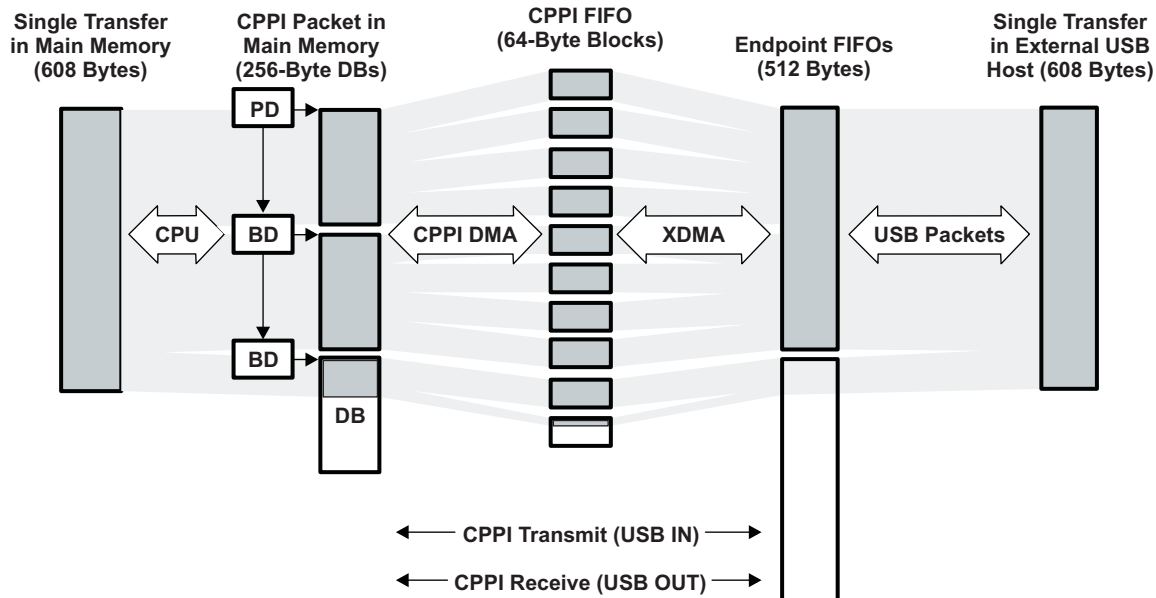 Single Transfer
in Main Memory
(608 Bytes)
CPPI Packet in
Main Memory
(256-Byte DBs)
CPPI FIFO
(64-Byte Blocks)
Endpoint FIFOs
(512 Bytes)
Single Transfer
in External USB
Host (608 Bytes)
PD
CPU
BD
CPPI DMA
XDMA
USB Packets
BD
DB
CPPI Transmit (USB IN)
CPPI Receive (USB OUT)